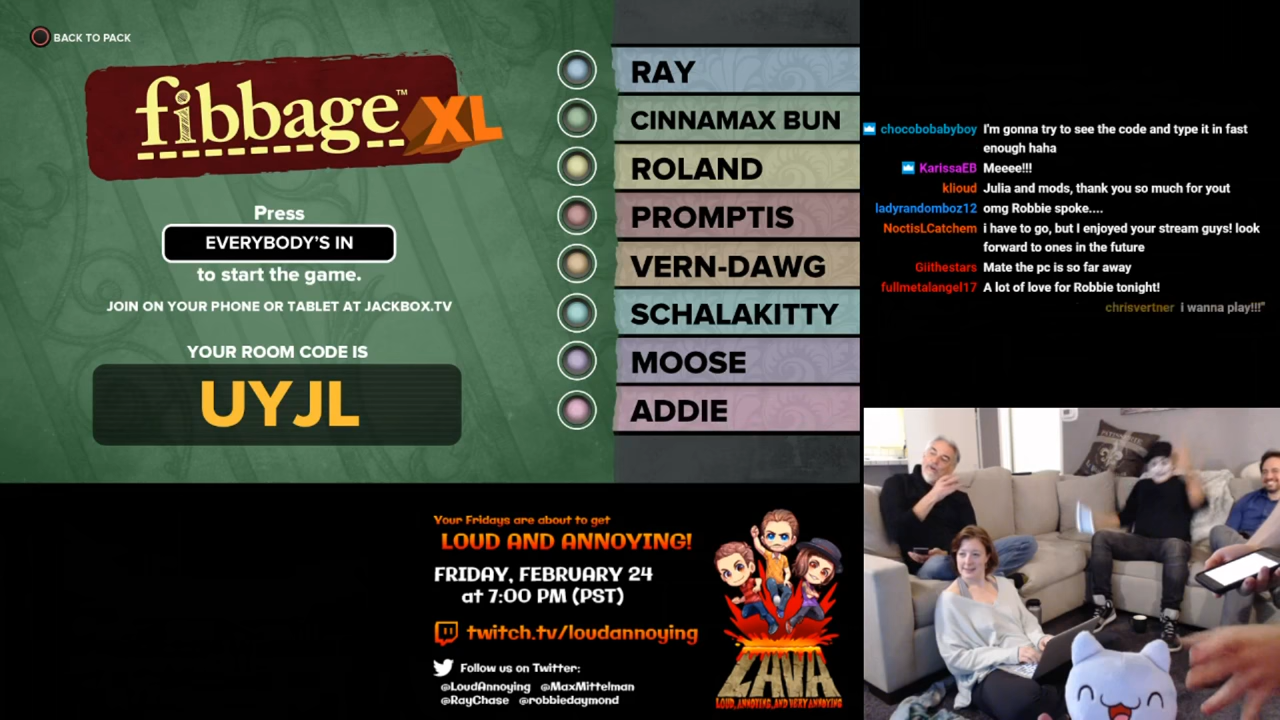 BACK TO PACK
fibbage™ XL
Press
EVERYBODY'S IN
to start the game.
JOIN ON YOUR PHONE OR TABLET AT JACKBOX.TV
YOUR ROOM CODE IS
UYJL
RAY
CINNAMAX BUN
ROLAND
PROMPTIS
VERN-DAWG
SCHALAKITTY
MOOSE
ADDIE
chocobobabyboy I'm gonna try to see the code and type it in fast
enough haha
KarissaEB Meeee!!!
klioud Julia and mods, thank you so much for yout
ladyrandomboz12 omg Robbie spoke....
NoctisLCatchem i have to go, but I enjoyed your stream guys! look
forward to ones in the future
Giithestars Mate the pc is so far away
fullmetalangel17 A lot of love for Robbie tonight!
chrisvertner i wanna play!!!"
Your Fridays are about to get
LOUD AND ANNOYING!
FRIDAY, FEBRUARY 24
at 7:00 PM (PST)
twitch.tv/loudannoying
Follow us on Twitter:
@LoudAnnoying @MaxMittelman
@RayChase @robbiedaymond
LAVA
LOUD, ANNOYING, AND VERY ANNOYING